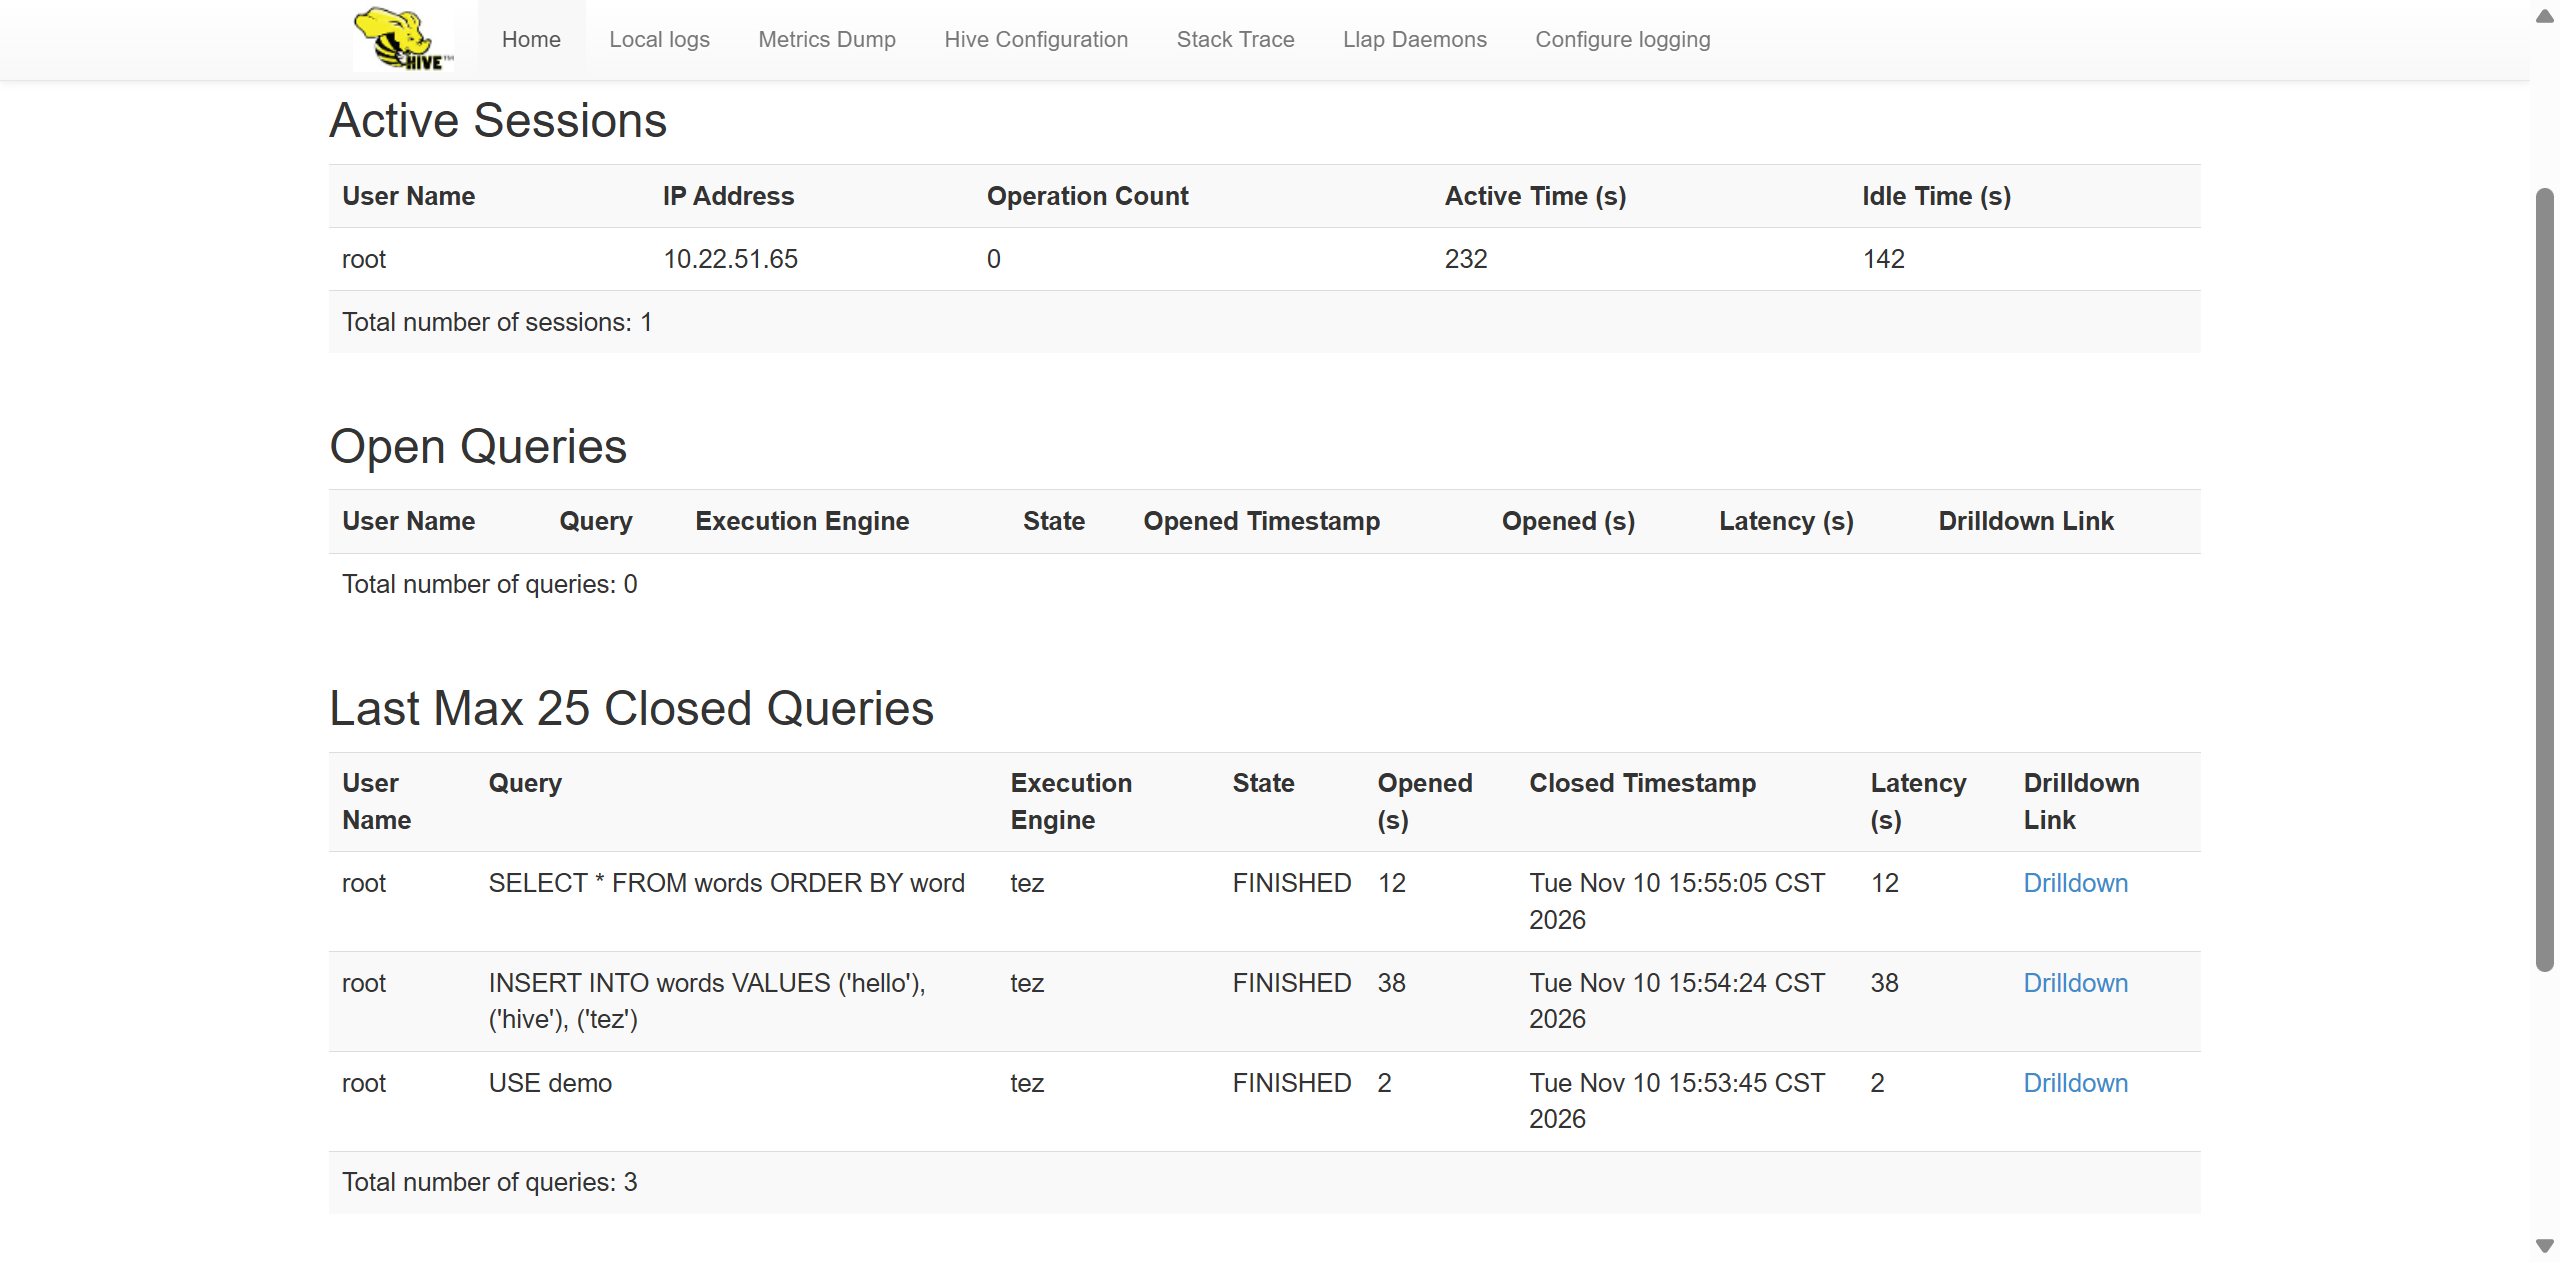 HIVE™ Home Local logs Metrics Dump Hive Configuration Stack Trace Llap Daemons Configure logging
Active Sessions
User Name IP Address Operation Count Active Time (s) Idle Time (s)
root 10.22.51.65 0 232 142
Total number of sessions: 1
Open Queries
User Name Query Execution Engine State Opened Timestamp Opened (s) Latency (s) Drilldown Link
Total number of queries: 0
Last Max 25 Closed Queries
User Query Execution State Opened Closed Timestamp Latency Drilldown
Name Engine (s) (s) Link
root SELECT * FROM words ORDER BY word tez FINISHED 12 Tue Nov 10 15:55:05 CST 12 Drilldown
2026
root INSERT INTO words VALUES ('hello'), tez FINISHED 38 Tue Nov 10 15:54:24 CST 38 Drilldown
('hive'), ('tez') 2026
root USE demo tez FINISHED 2 Tue Nov 10 15:53:45 CST 2 Drilldown
2026
Total number of queries: 3